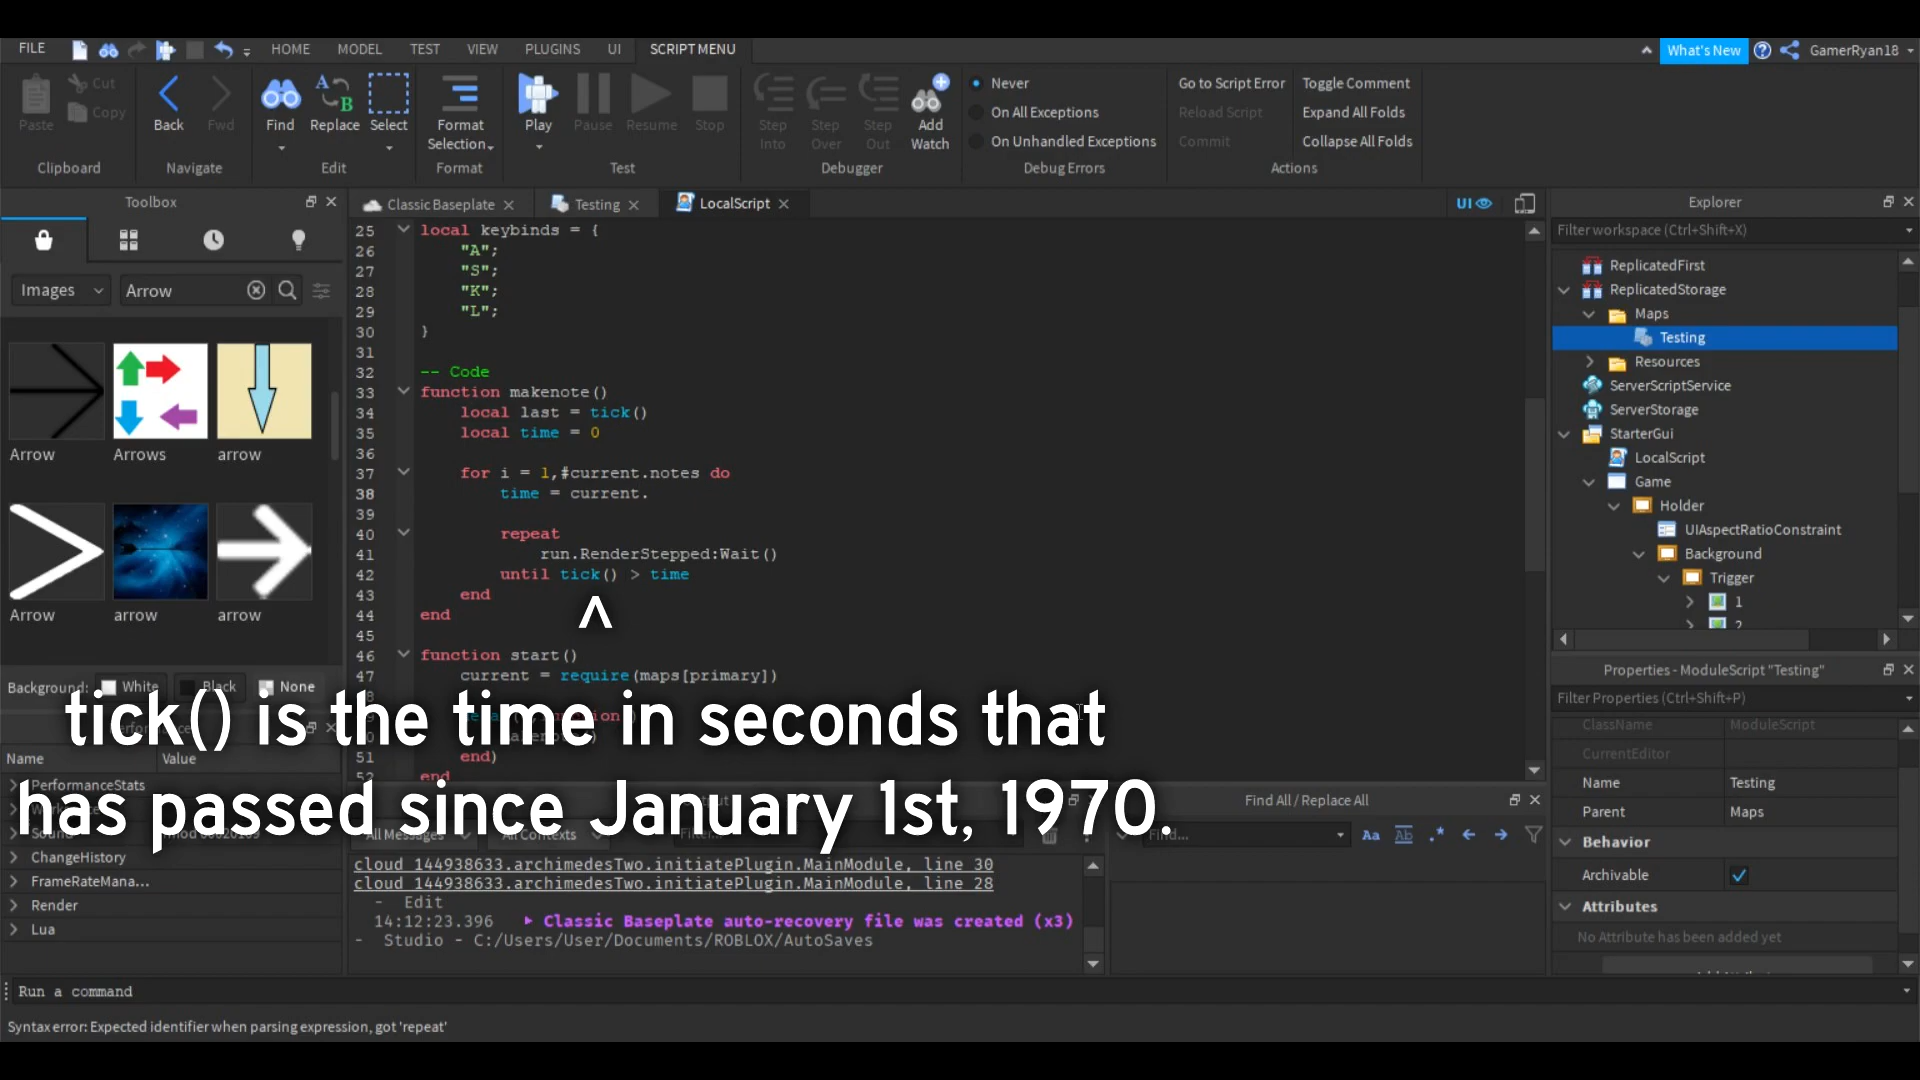 FILE
HOME
MODEL
TEST
VIEW
PLUGINS
UI
SCRIPT MENU
What's New
GamerRyan18
Paste
Cut
Copy
Clipboard
Back
Fwd
Navigate
Find
Replace
Select
Edit
Format
Selection
Format
Play
Pause
Resume
Stop
Test
Step
Into
Step
Over
Step
Out
Add
Watch
Debugger
Never
On All Exceptions
On Unhandled Exceptions
Debug Errors
Go to Script Error
Reload Script
Commit
Toggle Comment
Expand All Folds
Collapse All Folds
Actions
Toolbox
Images
Arrow
Arrow
Arrows
arrow
Arrow
arrow
arrow
Background:
White
Black
None
Name
Value
PerformanceStats
ChangeHistory
FrameRateMana...
Render
Lua
Classic Baseplate
Testing
LocalScript
UI
25 local keybinds = {
26 "A";
27 "S";
28 "K";
29 "L";
30 }
31
32 -- Code
33 function makenote()
34 local last = tick()
35 local time = 0
36
37 for i = 1,#current.notes do
38 time = current.
39
40 repeat
41 run.RenderStepped:Wait()
42 until tick() > time
43 end
44 end
45
46 function start()
47 current = require(maps[primary])
51 end)
52 end
^
tick() is the time in seconds that
has passed since January 1st, 1970.
All Messages
All Contexts
cloud_144938633.archimedesTwo.initiatePlugin.MainModule, line 30
cloud_144938633.archimedesTwo.initiatePlugin.MainModule, line 28
- Edit
14:12:23.396 Classic Baseplate auto-recovery file was created (x3)
- Studio - C:/Users/User/Documents/ROBLOX/AutoSaves
Find All / Replace All
Find...
Aa
Ab
.*
Explorer
Filter workspace (Ctrl+Shift+X)
ReplicatedFirst
ReplicatedStorage
Maps
Testing
Resources
ServerScriptService
ServerStorage
StarterGui
LocalScript
Game
Holder
UIAspectRatioConstraint
Background
Trigger
1
2
Properties - ModuleScript "Testing"
Filter Properties (Ctrl+Shift+P)
ClassName
ModuleScript
CurrentEditor
Name
Testing
Parent
Maps
Behavior
Archivable
Attributes
No Attribute has been added yet
Run a command
Syntax error: Expected identifier when parsing expression, got 'repeat'